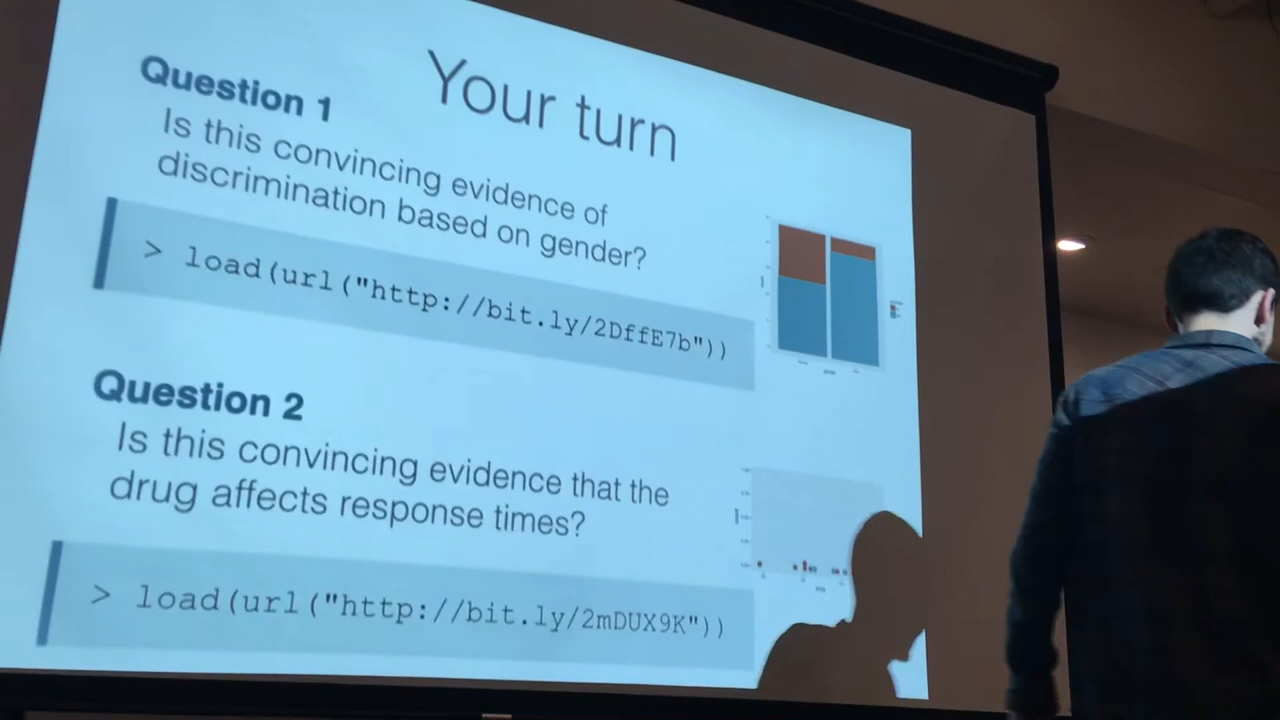 Your turn
Question 1
Is this convincing evidence of
discrimination based on gender?
> load(url("http://bit.ly/2DffE7b"))
Question 2
Is this convincing evidence that the
drug affects response times?
> load(url("http://bit.ly/2mDUX9K"))